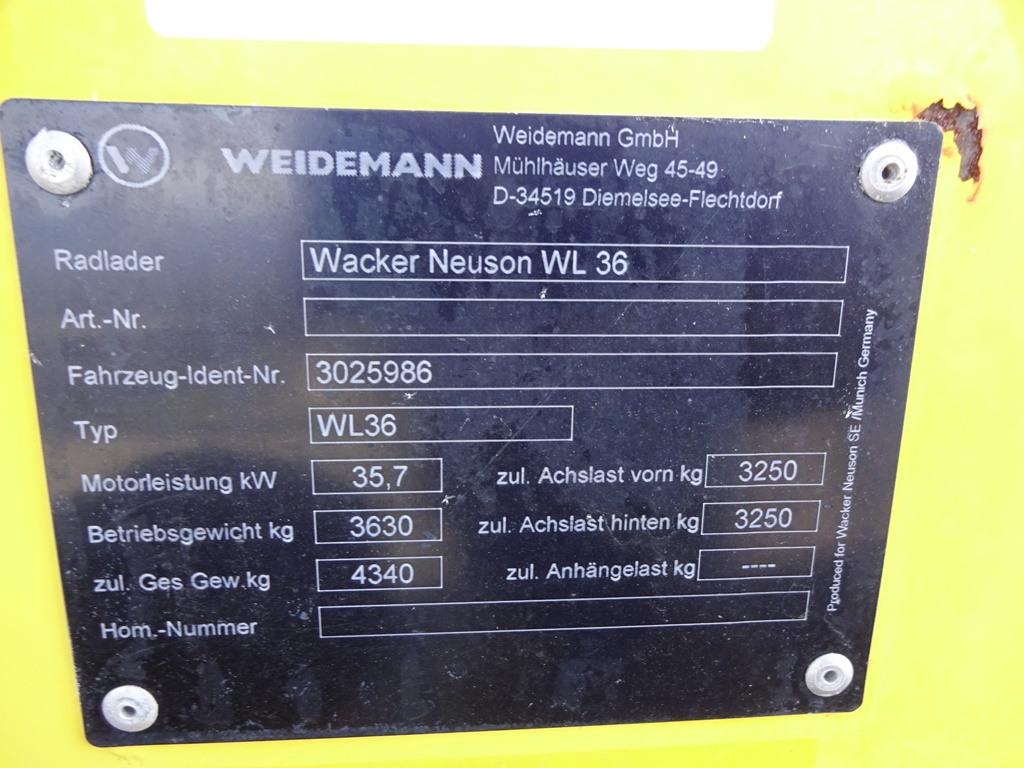 W WEIDEMANN
Weidemann GmbH
Mühlhäuser Weg 45-49
D-34519 Diemelsee-Flechtdorf
Radlader Wacker Neuson WL 36
Art.-Nr.
Fahrzeug-Ident-Nr. 3025986
Typ WL36
Motorleistung kW 35,7 zul. Achslast vorn kg 3250
Betriebsgewicht kg 3630 zul. Achslast hinten kg 3250
zul. Ges Gew.kg 4340 zul. Anhängelast kg ----
Hom.-Nummer
Produced for Wacker Neuson SE /Munich Germany